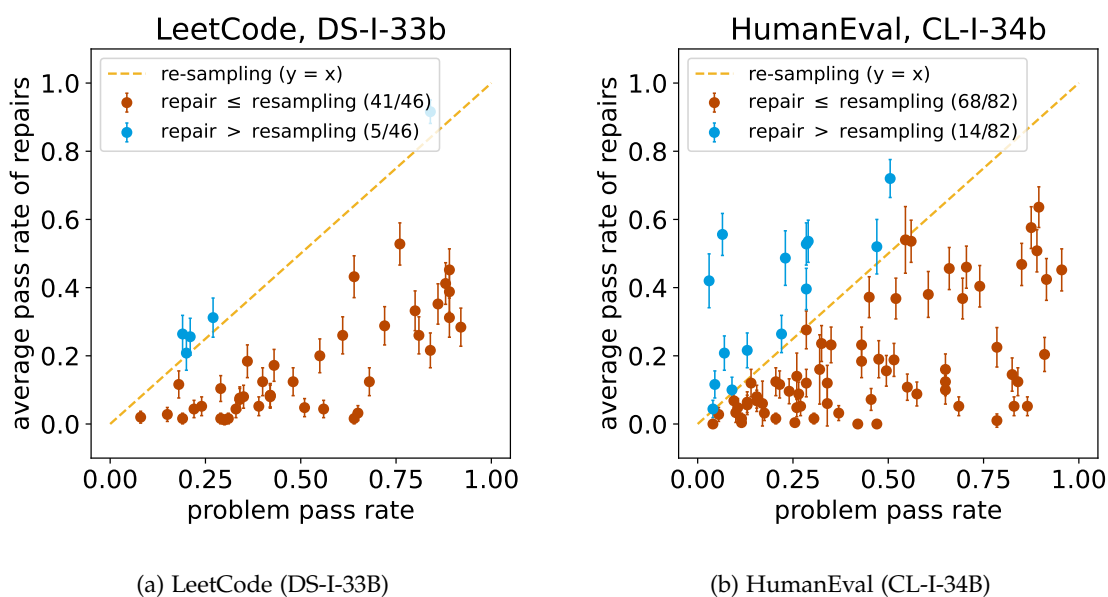 LeetCode, DS-I-33b
re-sampling (y = x)
repair ≤ resampling (41/46)
repair > resampling (5/46)
average pass rate of repairs
1.0
0.8
0.6
0.4
0.2
0.0
0.00 0.25 0.50 0.75 1.00
problem pass rate
(a) LeetCode (DS-I-33B)
HumanEval, CL-I-34b
re-sampling (y = x)
repair ≤ resampling (68/82)
repair > resampling (14/82)
average pass rate of repairs
1.0
0.8
0.6
0.4
0.2
0.0
0.00 0.25 0.50 0.75 1.00
problem pass rate
(b) HumanEval (CL-I-34B)